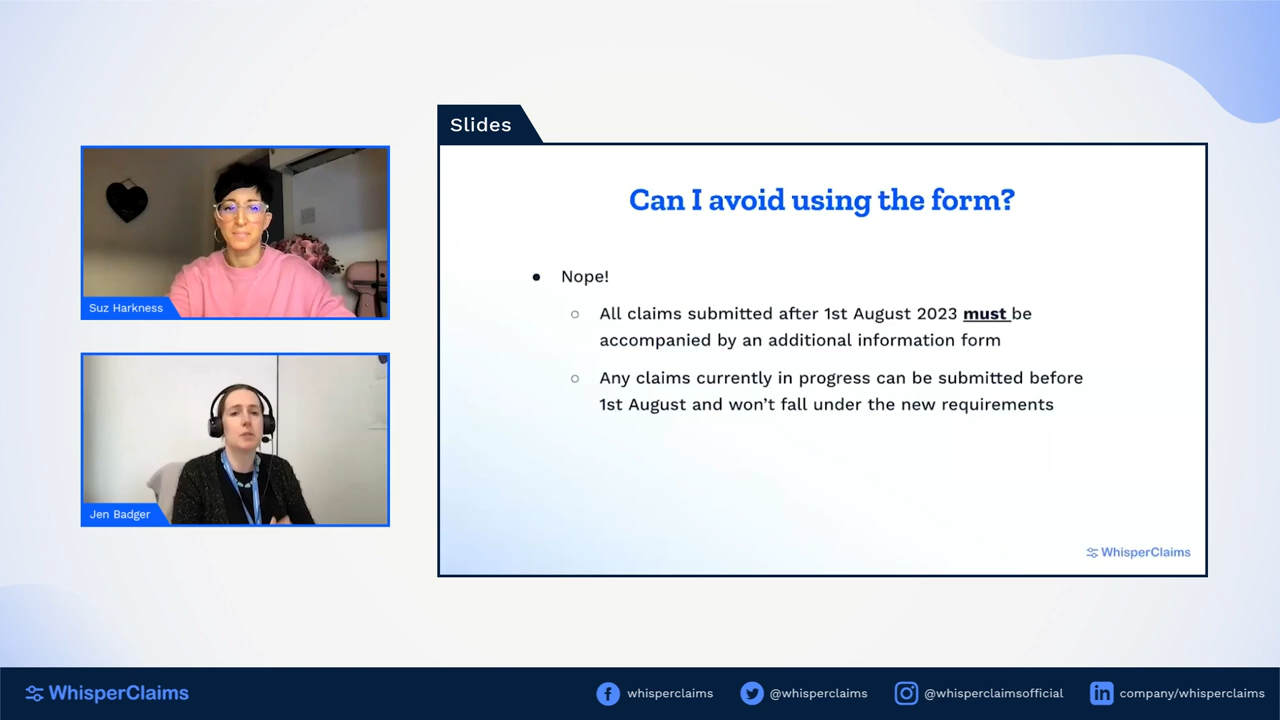 Slides
Can I avoid using the form?
● Nope!
○ All claims submitted after 1st August 2023 must be
accompanied by an additional information form
○ Any claims currently in progress can be submitted before
1st August and won't fall under the new requirements
WhisperClaims
Suz Harkness
Jen Badger
WhisperClaims
whisperclaims
@whisperclaims
@whisperclaimsofficial
company/whisperclaims